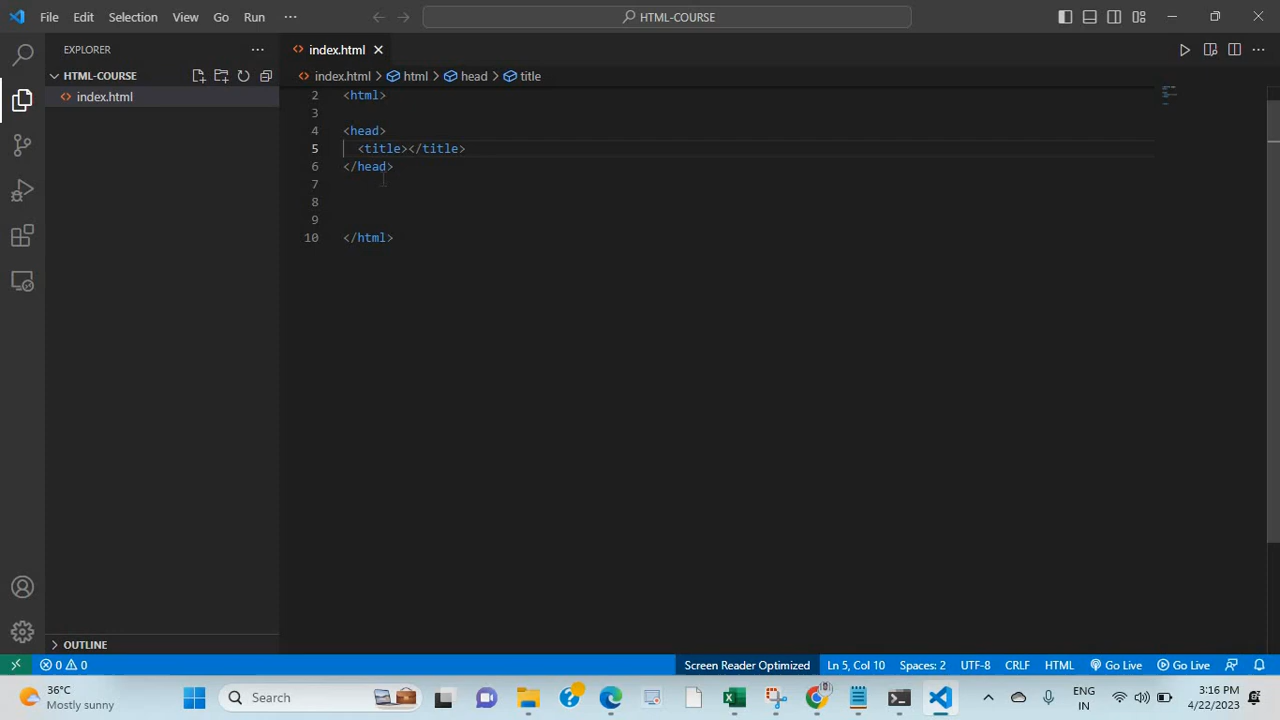 File Edit Selection View Go Run ···
HTML-COURSE
EXPLORER ···
index.html
HTML-COURSE
index.html > html > head > title
index.html
2 <html>
3
4 <head>
5 <title></title>
6 </head>
7
8
9
10 </html>
OUTLINE
0 0
Screen Reader Optimized
Ln 5, Col 10
Spaces: 2
UTF-8
CRLF
HTML
Go Live
Go Live
36°C
Mostly sunny
Search
ENG
IN
3:16 PM
4/22/2023